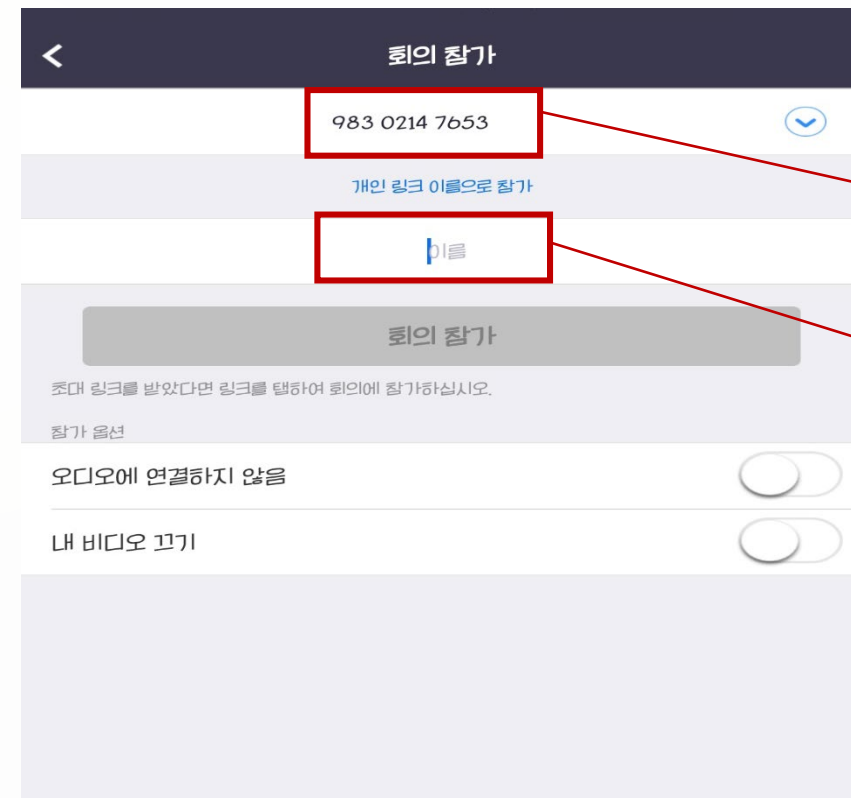 회의 참가
983 0214 7653
개인 링크 이름으로 참가
이름
회의 참가
초대 링크를 받았다면 링크를 탭하여 회의에 참가하십시오.
참가 옵션
오디오에 연결하지 않음
내 비디오 끄기